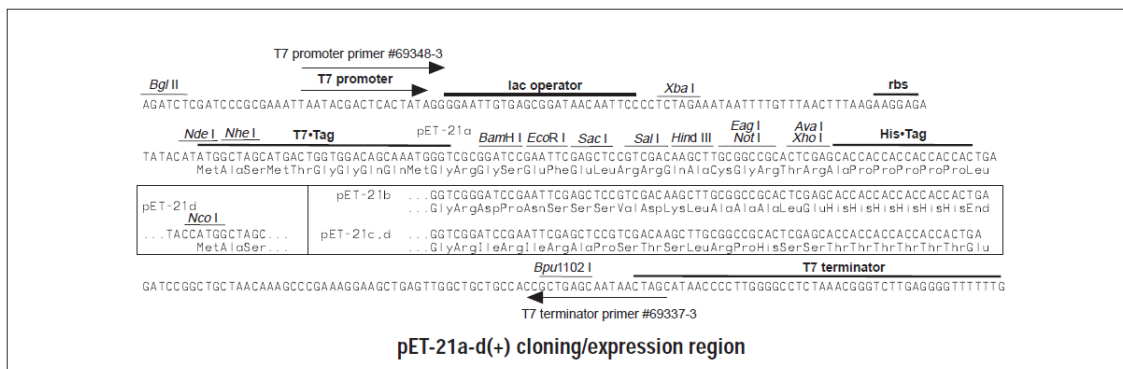 T7 promoter primer #69348-3
Bgl II T7 promoter lac operator Xba I rbs
AGATCTCGATCCCGCGAAATTAATACGACTCACTATAGGGGAATTGTGAGCGGATAACAATTCCCCTCTAGAAATAATTTTGTTTAACTTTAAGAAGGAGA
Nde I Nhe I T7•Tag pET-21a BamH I EcoR I Sac I Sal I Hind III Eag I Not I Ava I Xho I His•Tag
TATACATATGGCTAGCATGACTGGTGGACAGCAAATGGGTCGCGGATCCGAATTCGAGCTCCGTCGACAAGCTTGCGGCCGCACTCGAGCACCACCACCACCACCACTGA
MetAlaSerMetThrGlyGlyGlnGlnMetGlyArgGlySerGluPheGluLeuArgArgGlnAlaCysGlyArgThrArgAlaProProProProProLeu
pET-21b ...GGTCGGGATCCGAATTCGAGCTCCGTCGACAAGCTTGCGGCCGCACTCGAGCACCACCACCACCACCACTGA
...GlyArgAspProAsnSerSerSerValAspLysLeuAlaAlaAlaLeuGluHisHisHisHisHisHisEnd
pET-21d
Nco I
...TACCATGGCTAGC...
MetAlaSer...
pET-21c,d ...GGTCGGATCCGAATTCGAGCTCCGTCGACAAGCTTGCGGCCGCACTCGAGCACCACCACCACCACCACTGA
...GlyArgIleArgIleArgAlaProSerThrSerLeuArgProHisSerSerThrThrThrThrThrGlu
Bpu1102 I T7 terminator
GATCCGGCTGCTAACAAAGCCCGAAAGGAAGCTGAGTTGGCTGCTGCCACCGCTGAGCAATAACTAGCATAACCCCTTGGGGCCTCTAAACGGGTCTTGAGGGGTTTTTTG
T7 terminator primer #69337-3
pET-21a-d(+) cloning/expression region